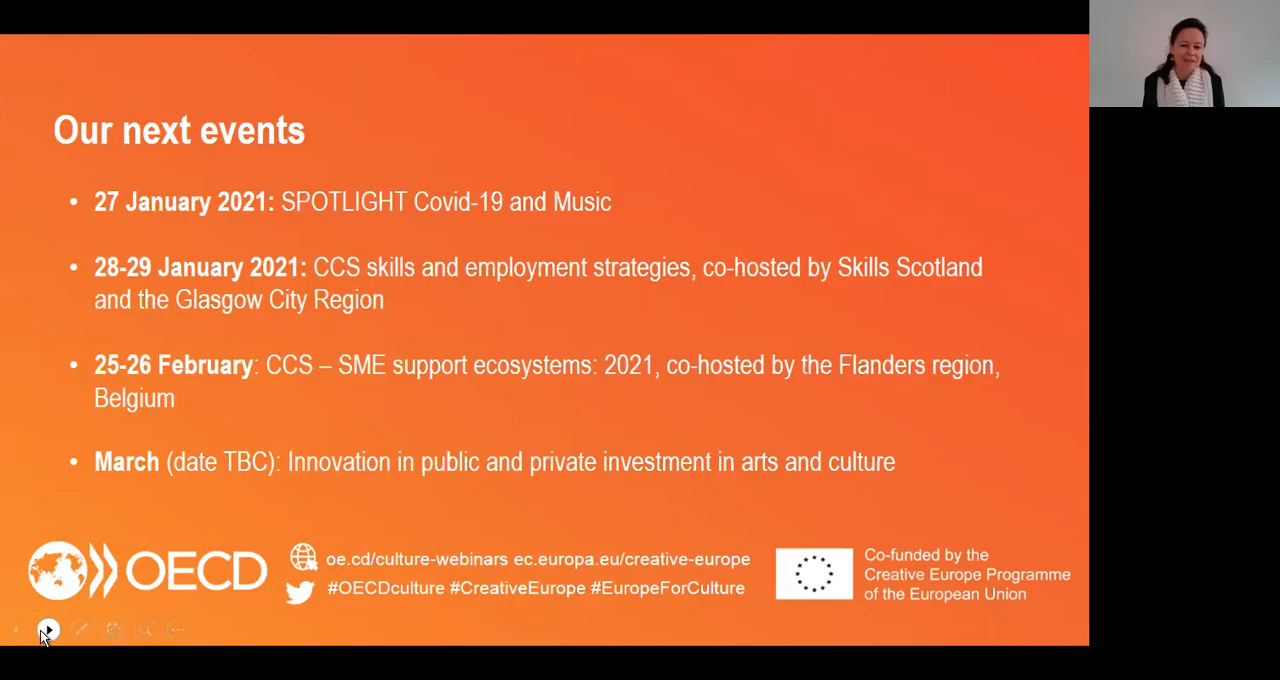 Our next events
• 27 January 2021: SPOTLIGHT Covid-19 and Music
• 28-29 January 2021: CCS skills and employment strategies, co-hosted by Skills Scotland
and the Glasgow City Region
• 25-26 February: CCS – SME support ecosystems: 2021, co-hosted by the Flanders region,
Belgium
• March (date TBC): Innovation in public and private investment in arts and culture
OECD
oe.cd/culture-webinars ec.europa.eu/creative-europe
#OECDculture #CreativeEurope #EuropeForCulture
Co-funded by the
Creative Europe Programme
of the European Union